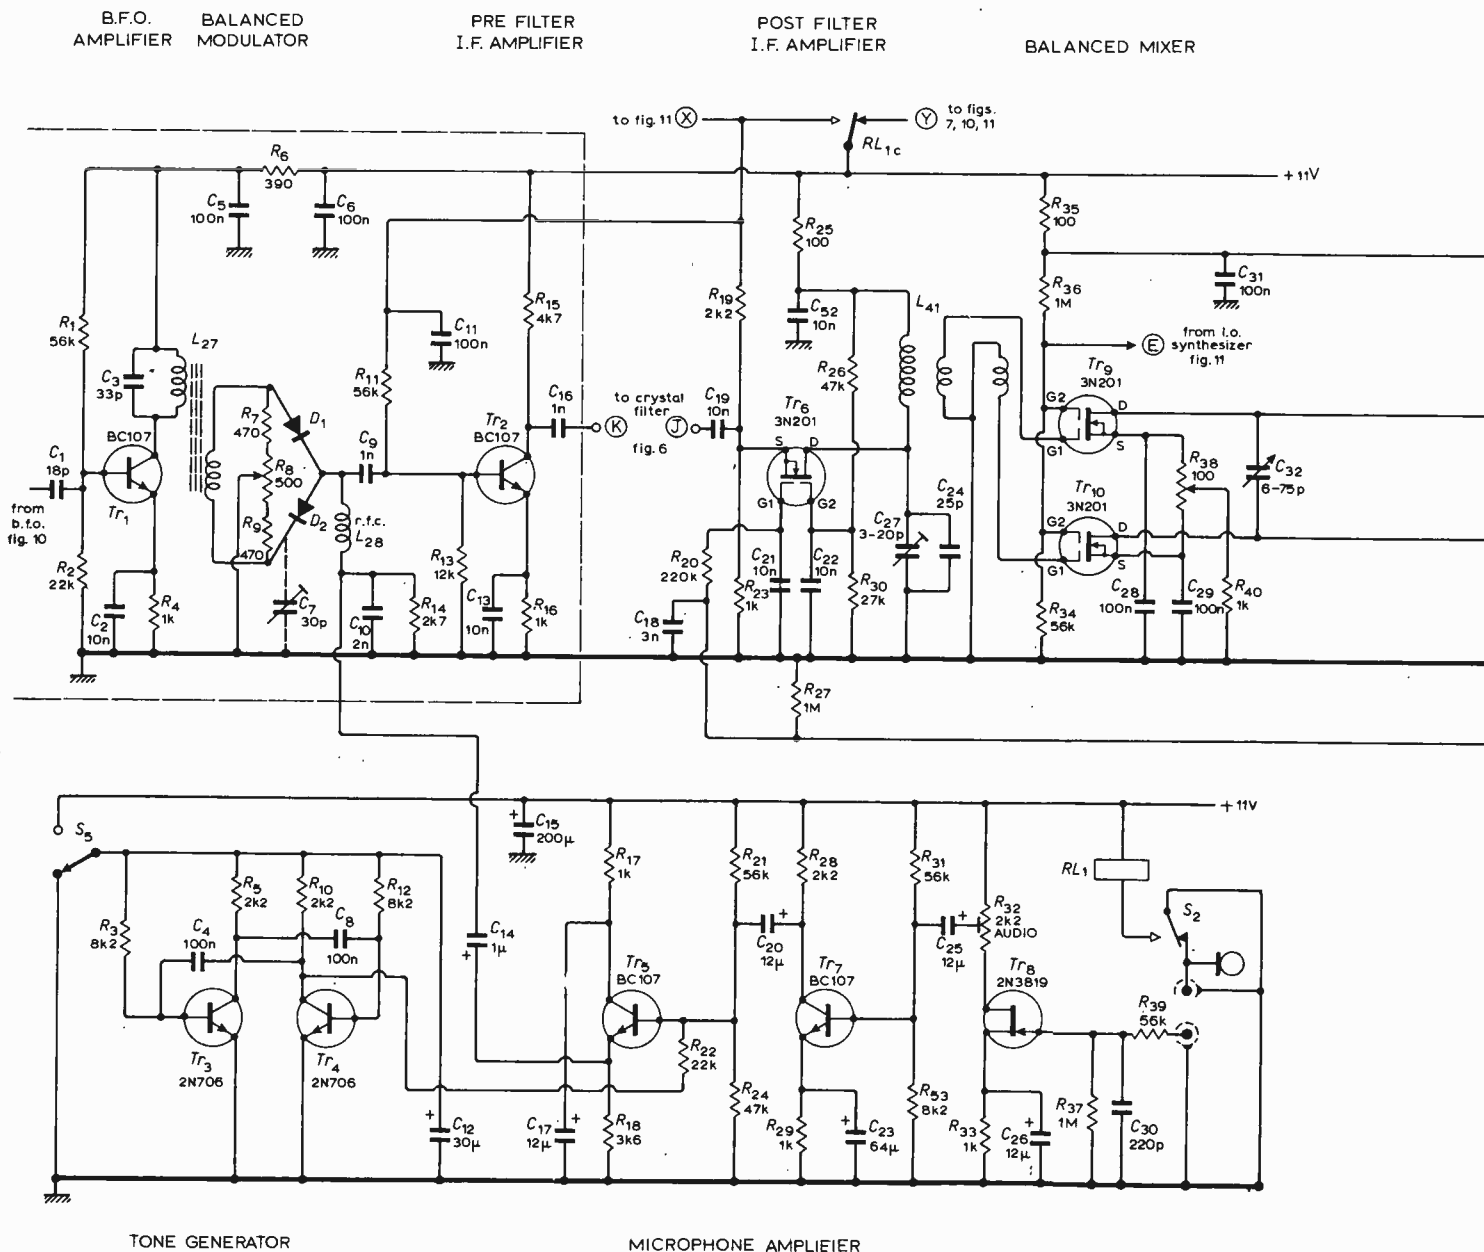 B.F.O.
AMPLIFIER
BALANCED
MODULATOR
PRE FILTER
I.F. AMPLIFIER
POST FILTER
I.F. AMPLIFIER
BALANCED MIXER
to fig. 11 X
Y to figs.
7, 10, 11
RL1c
+11V
R6
390
C5
100n
C6
100n
R1
56k
C3
33p
L27
BC107
C1
18p
Tr1
from
b.f.o.
fig. 10
R2
22k
C2
10n
R4
1k
R7
470
R8
500
R9
470
D1
D2
C7
30p
C9
1n
r.f.c.
L28
C10
2n
R14
2k7
R11
56k
C11
100n
R15
4k7
Tr2
BC107
C16
1n
K
to crystal
filter
fig. 6
J
R13
12k
C13
10n
R16
1k
R19
2k2
C19
10n
R25
100
C52
10n
R26
47k
L41
Tr6
3N201
S
D
G1
G2
R20
220k
C18
3n
R23
1k
C21
10n
C22
10n
R30
27k
C27
3-20p
C24
25p
R27
1M
R35
100
R36
1M
C31
100n
E
from l.o.
synthesizer
fig. 11
Tr9
3N201
G2
D
G1
S
Tr10
3N201
G2
D
G1
S
R38
100
C32
6-75p
R34
56k
C28
100n
C29
100n
R40
1k
+11V
S5
+
C15
200μ
R3
8k2
C4
100n
R5
2k2
R10
2k2
C8
100n
R12
8k2
Tr3
2N706
Tr4
2N706
+
C12
30μ
C14
1μ
+
R17
1k
Tr5
BC107
C17
12μ
+
R18
3k6
R22
22k
R21
56k
R24
47k
C20
12μ
+
R28
2k2
Tr7
BC107
R29
1k
+
C23
64μ
R31
56k
R53
8k2
C25
12μ
+
R32
2k2
AUDIO
Tr8
2N3819
R33
1k
C26
12μ
+
RL1
S2
R39
56k
R37
1M
C30
220p
TONE GENERATOR
MICROPHONE AMPLIFIER